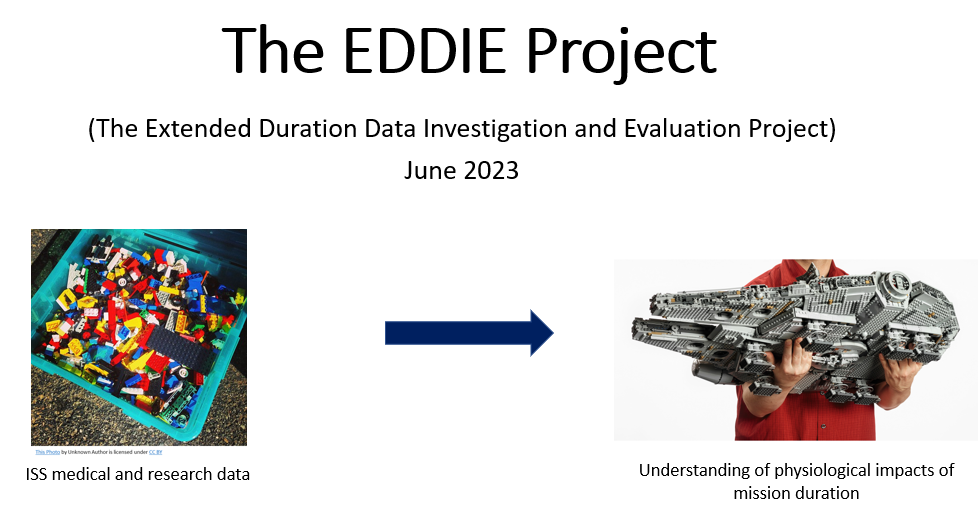 The EDDIE Project
(The Extended Duration Data Investigation and Evaluation Project)
June 2023
This Photo by Unknown Author is licensed under CC BY
ISS medical and research data
Understanding of physiological impacts of
mission duration